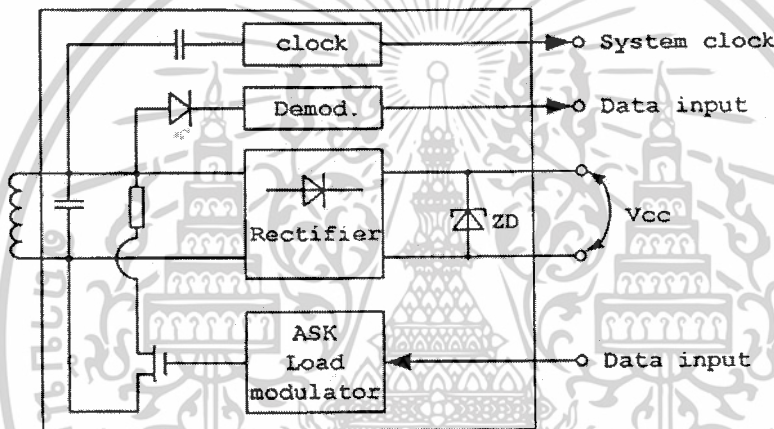 clock
System clock
Demod.
Data input
Rectifier
ZD
Vcc
ASK
Load
modulator
Data input